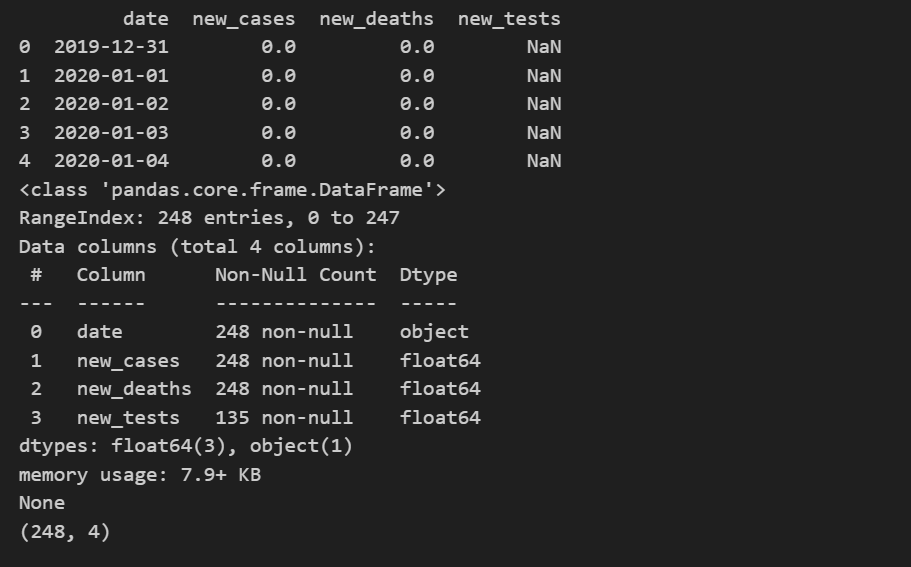 date  new_cases  new_deaths  new_tests
0  2019-12-31        0.0         0.0        NaN
1  2020-01-01        0.0         0.0        NaN
2  2020-01-02        0.0         0.0        NaN
3  2020-01-03        0.0         0.0        NaN
4  2020-01-04        0.0         0.0        NaN
<class 'pandas.core.frame.DataFrame'>
RangeIndex: 248 entries, 0 to 247
Data columns (total 4 columns):
 #   Column      Non-Null Count  Dtype
---  ------      --------------  -----
 0   date        248 non-null    object
 1   new_cases   248 non-null    float64
 2   new_deaths  248 non-null    float64
 3   new_tests   135 non-null    float64
dtypes: float64(3), object(1)
memory usage: 7.9+ KB
None
(248, 4)